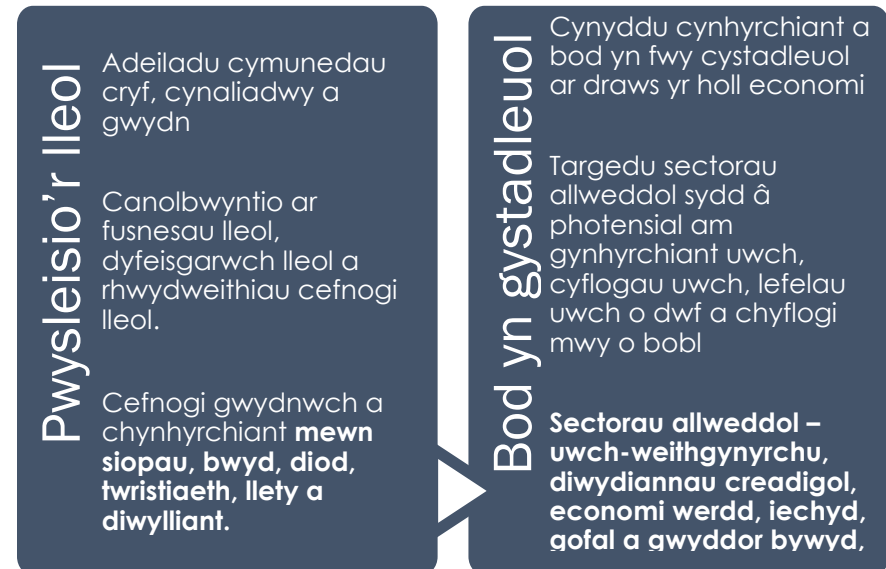 Pwysleisio'r lleol
Adeiladu cymunedau
cryf, cynaliadwy a
gwydn
Canolbwyntio ar
fusnesau lleol,
dyfeisgarwch lleol a
rhwydweithiau cefnogi
lleol.
Cefnogi gwydnwch a
chynhyrchiant mewn
siopau, bwyd, diod,
twristiaeth, llety a
diwylliant.
Bod yn gystadleuol
Cynyddu cynhyrchiant a
bod yn fwy cystadleuol
ar draws yr holl economi
Targedu sectorau
allweddol sydd â
photensial am
gynhyrchiant uwch,
cyflogau uwch, lefelau
uwch o dwf a chyflogi
mwy o bobl
Sectorau allweddol –
uwch-weithgynyrchu,
diwydiannau creadigol,
economi werdd, iechyd,
gofal a gwyddor bywyd,